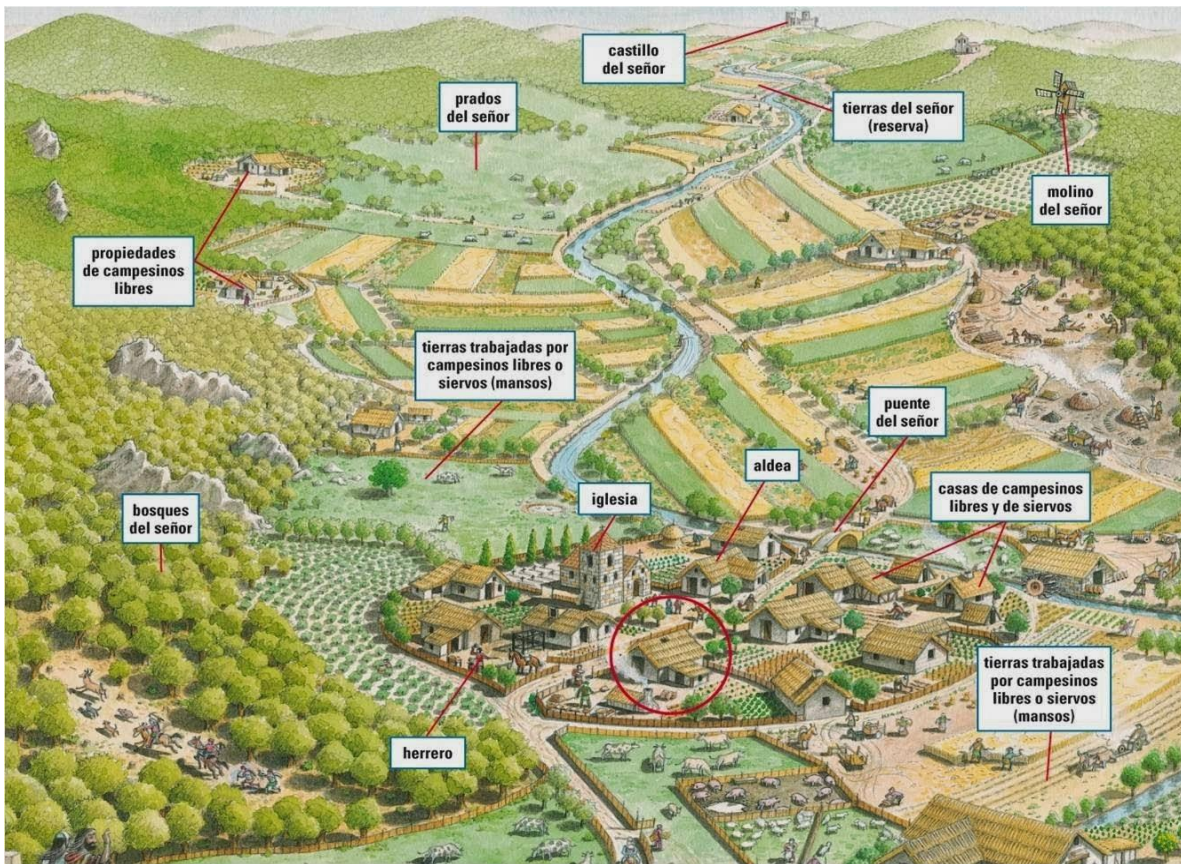 castillo
del señor
prados
del señor
tierras del señor
(reserva)
molino
del señor
propiedades
de campesinos
libres
tierras trabajadas por
campesinos libres o
siervos (mansos)
puente
del señor
aldea
casas de campesinos
libres y de siervos
iglesia
bosques
del señor
tierras trabajadas
por campesinos
libres o siervos
(mansos)
herrero